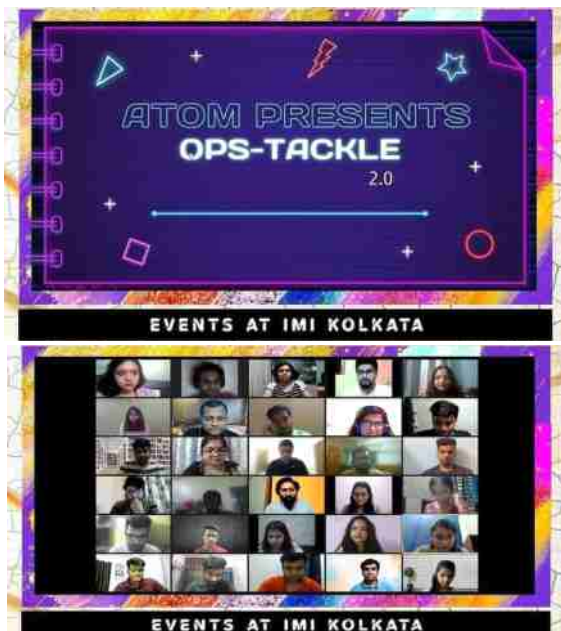 ATOM PRESENTS
OPS-TACKLE
2.0
EVENTS AT IMI KOLKATA
EVENTS AT IMI KOLKATA